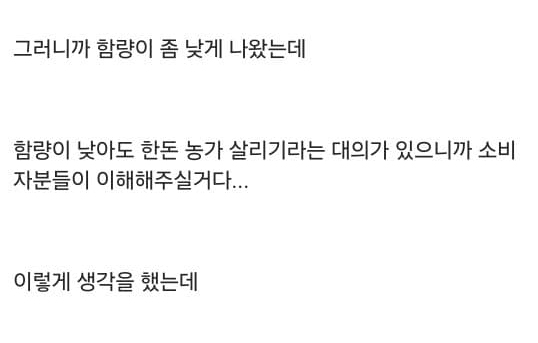 그러니까 함량이 좀 낮게 나왔는데
함량이 낮아도 한돈 농가 살리기라는 대의가 있으니까 소비
자분들이 이해해주실거다...
이렇게 생각을 했는데